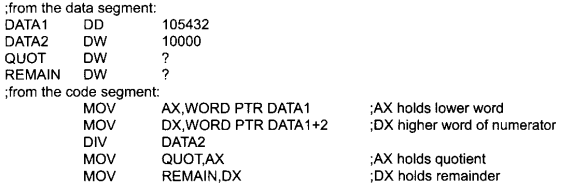 ;from the data segment:
DATA1 DD 105432
DATA2 DW 10000
QUOT DW ?
REMAIN DW ?
;from the code segment:
MOV AX,WORD PTR DATA1 ;AX holds lower word
MOV DX,WORD PTR DATA1+2 ;DX higher word of numerator
DIV DATA2
MOV QUOT,AX ;AX holds quotient
MOV REMAIN,DX ;DX holds remainder